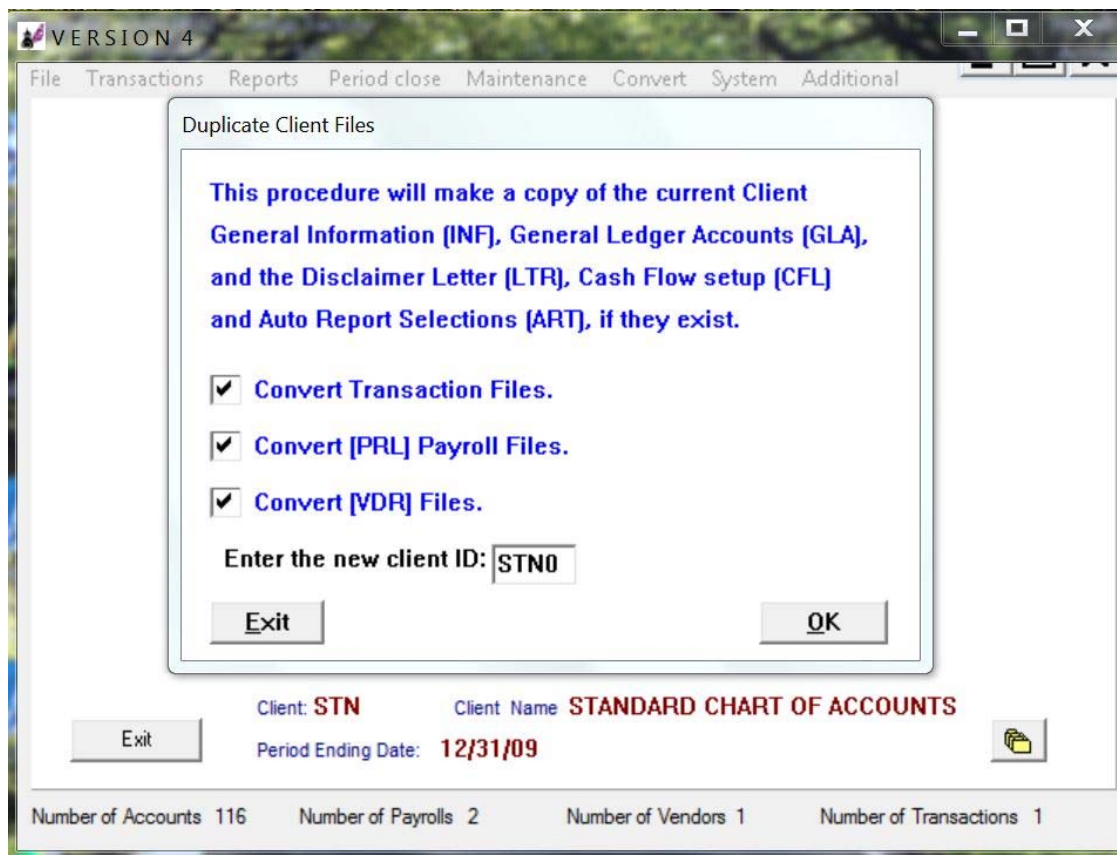 VERSION 4
File Transactions Reports Period close Maintenance Convert System Additional
Duplicate Client Files
This procedure will make a copy of the current Client
General Information (INF), General Ledger Accounts (GLA),
and the Disclaimer Letter (LTR), Cash Flow setup (CFL)
and Auto Report Selections (ART), if they exist.
Convert Transaction Files.
Convert (PRL) Payroll Files.
Convert (VDR) Files.
Enter the new client ID: STN0
Exit OK
Client: STN Client Name STANDARD CHART OF ACCOUNTS
Exit
Period Ending Date: 12/31/09
Number of Accounts 116 Number of Payrolls 2 Number of Vendors 1 Number of Transactions 1